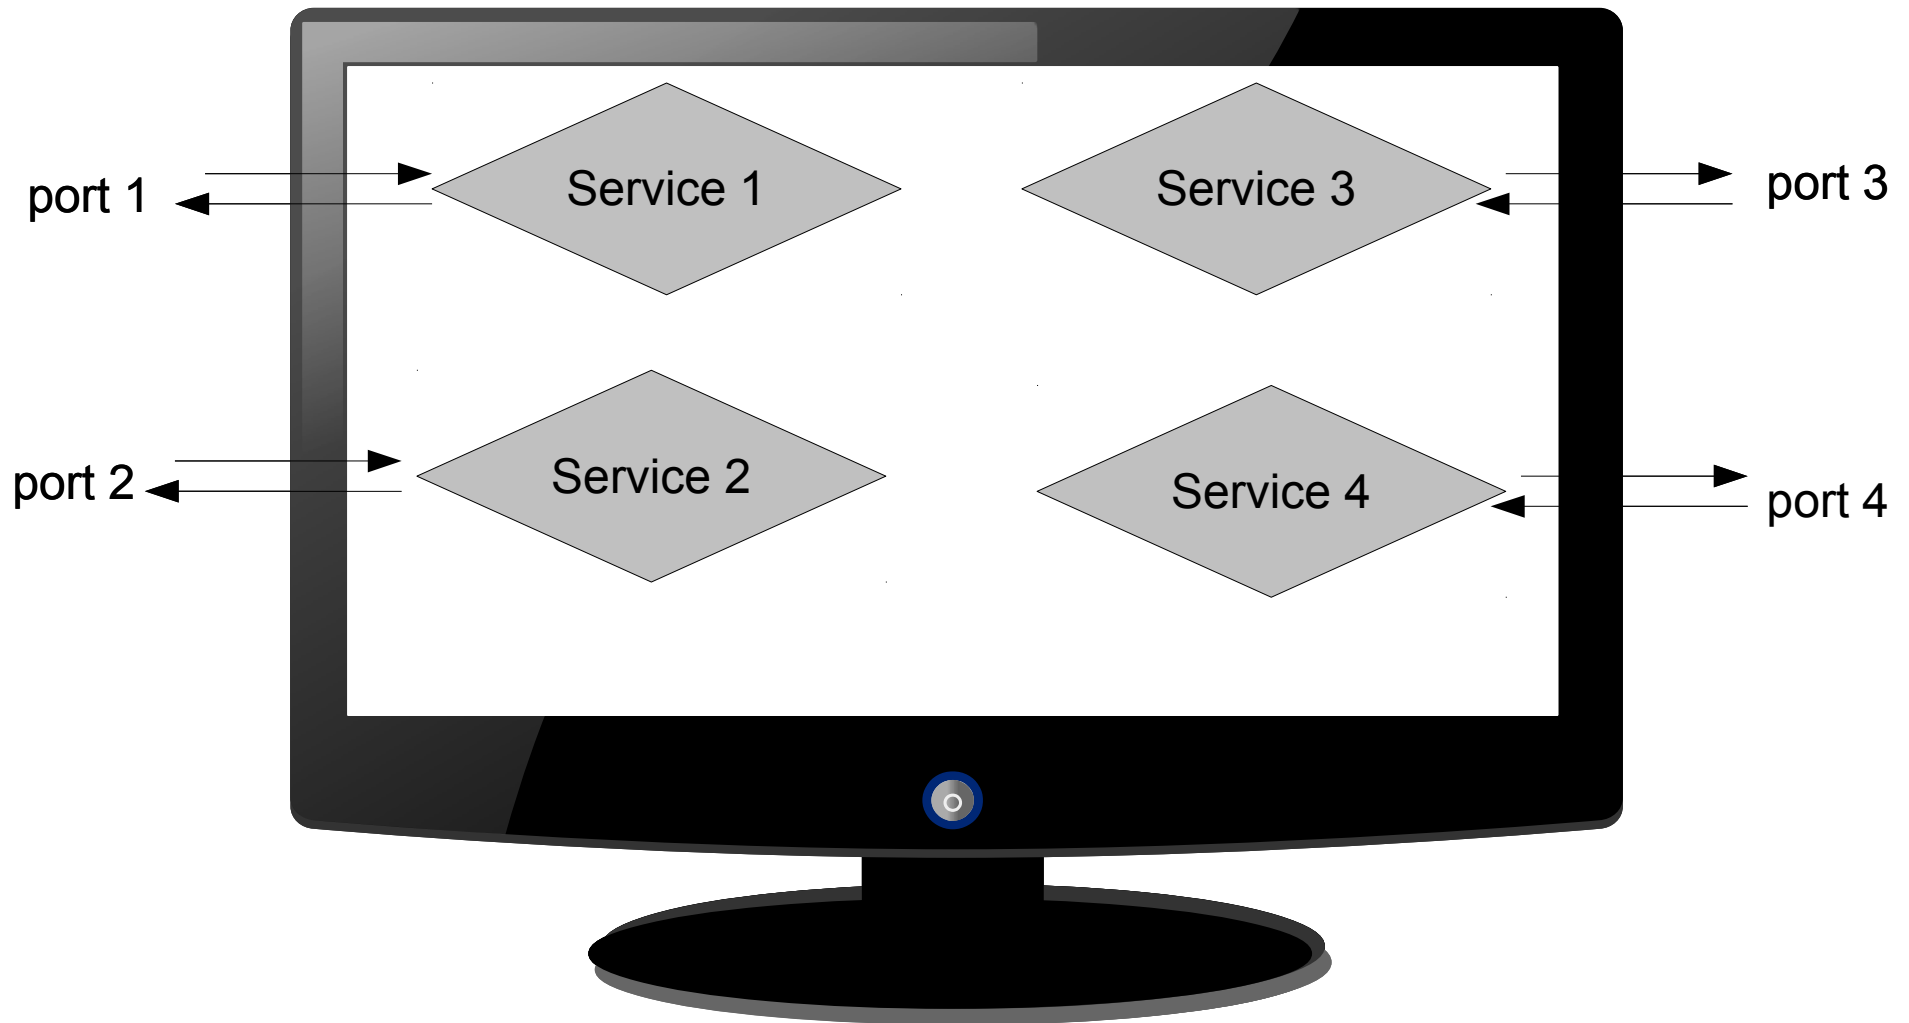 port 1
Service 1
Service 3
port 3
port 2
Service 2
Service 4
port 4